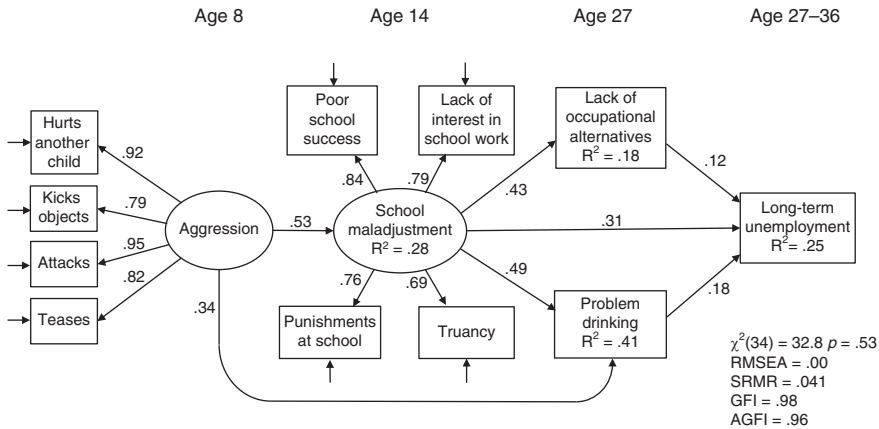 Age 8
Age 14
Age 27
Age 27–36
Hurts
another
child
Kicks
objects
Attacks
Teases
.92
.79
.95
.82
Aggression
.53
.34
Poor
school
success
Lack of
interest in
school work
.84
.79
School
maladjustment
R² = .28
.76
.69
Punishments
at school
Truancy
.43
.31
.49
Lack of
occupational
alternatives
R² = .18
Problem
drinking
R² = .41
.12
.18
Long-term
unemployment
R²= .25
χ²(34) = 32.8 p = .53
RMSEA = .00
SRMR = .041
GFI = .98
AGFI = .96